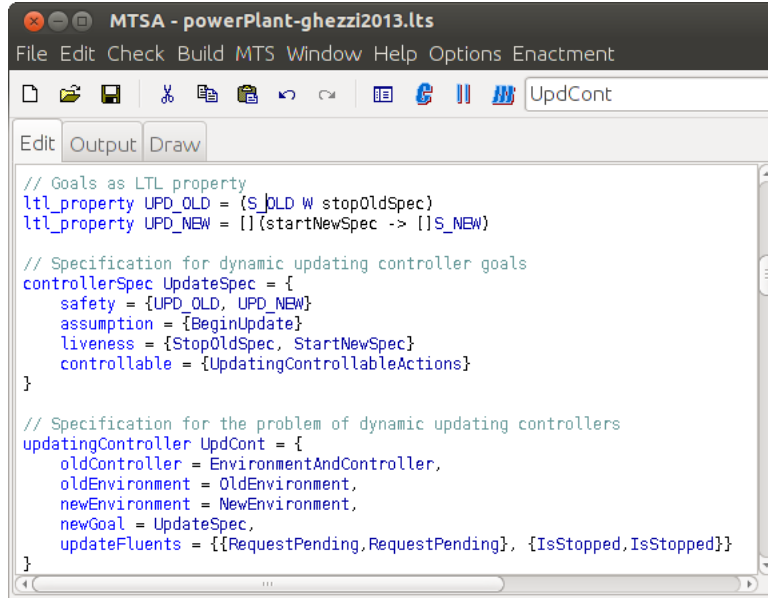 MTSA - powerPlant-ghezzi2013.lts
File Edit Check Build MTS Window Help Options Enactment
UpdCont
Edit Output Draw
// Goals as LTL property
ltl_property UPD_OLD = (S_OLD W stopOldSpec)
ltl_property UPD_NEW = [](startNewSpec -> []S_NEW)
// Specification for dynamic updating controller goals
controllerSpec UpdateSpec = {
    safety = {UPD_OLD, UPD_NEW}
    assumption = {BeginUpdate}
    liveness = {StopOldSpec, StartNewSpec}
    controllable = {UpdatingControllableActions}
}
// Specification for the problem of dynamic updating controllers
updatingController UpdCont = {
    oldController = EnvironmentAndController,
    oldEnvironment = OldEnvironment,
    newEnvironment = NewEnvironment,
    newGoal = UpdateSpec,
    updateFluents = {{RequestPending,RequestPending}, {IsStopped,IsStopped}}
}